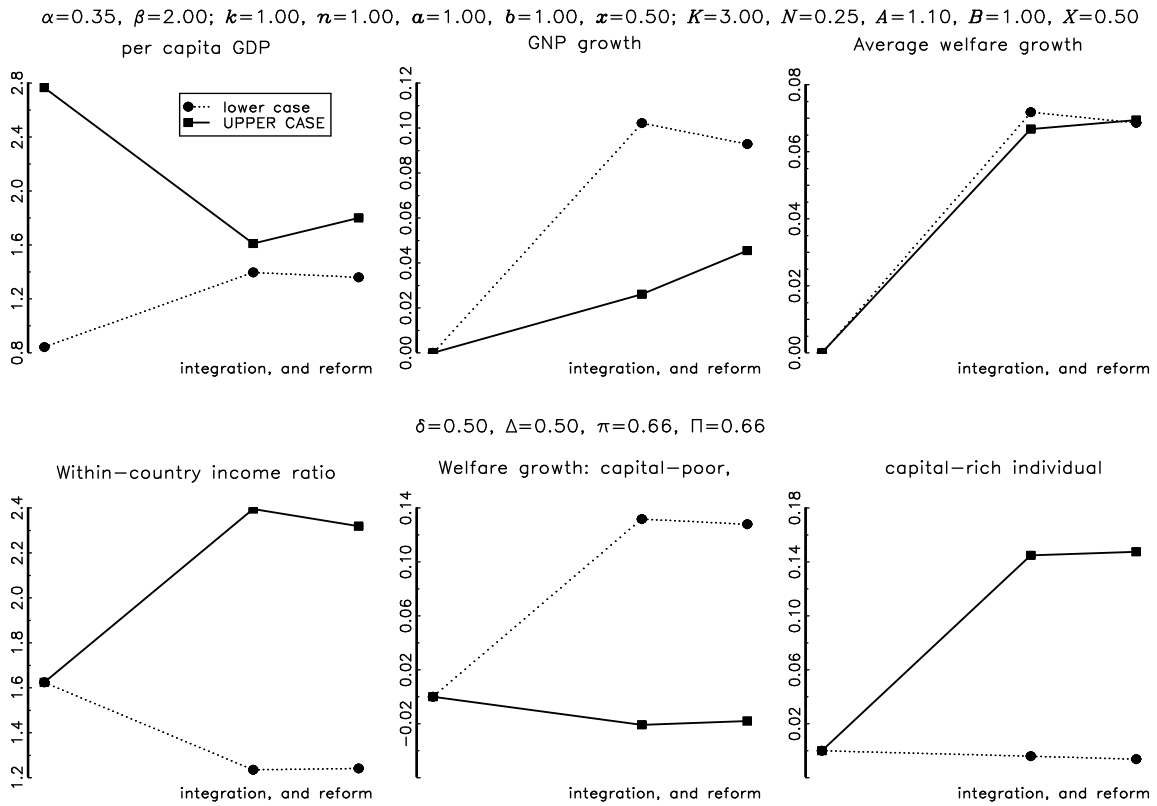 α=0.35, β=2.00; k=1.00, n=1.00, a=1.00, b=1.00, x=0.50; K=3.00, N=0.25, A=1.10, B=1.00, X=0.50
per capita GDP
2.8
2.4
2.0
1.6
1.2
0.8
lower case
UPPER CASE
integration, and reform
GNP growth
0.12
0.10
0.08
0.06
0.04
0.02
0.00
integration, and reform
Average welfare growth
0.08
0.06
0.04
0.02
0.00
integration, and reform
δ=0.50, Δ=0.50, π=0.66, Π=0.66
Within−country income ratio
2.4
2.2
2.0
1.8
1.6
1.4
1.2
integration, and reform
Welfare growth: capital−poor,
0.14
0.10
0.06
0.02
−0.02
integration, and reform
capital−rich individual
0.18
0.14
0.10
0.06
0.02
integration, and reform